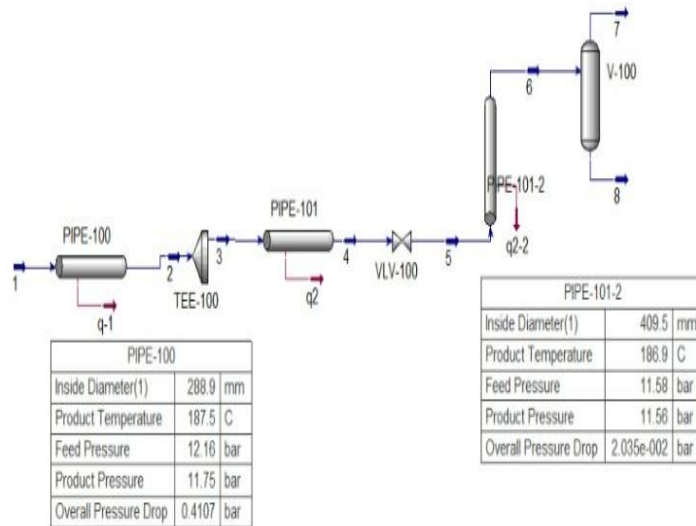 7
6
V-100
PIPE-101-2
8
PIPE-100
PIPE-101
1
2
3
4
5
TEE-100
VLV-100
q-1
q2
q2-2
PIPE-100
Inside Diameter(1) 288.9 mm
Product Temperature 187.5 C
Feed Pressure 12.16 bar
Product Pressure 11.75 bar
Overall Pressure Drop 0.4107 bar
PIPE-101-2
Inside Diameter(1) 409.5 mm
Product Temperature 186.9 C
Feed Pressure 11.58 bar
Product Pressure 11.56 bar
Overall Pressure Drop 2.035e-002 bar